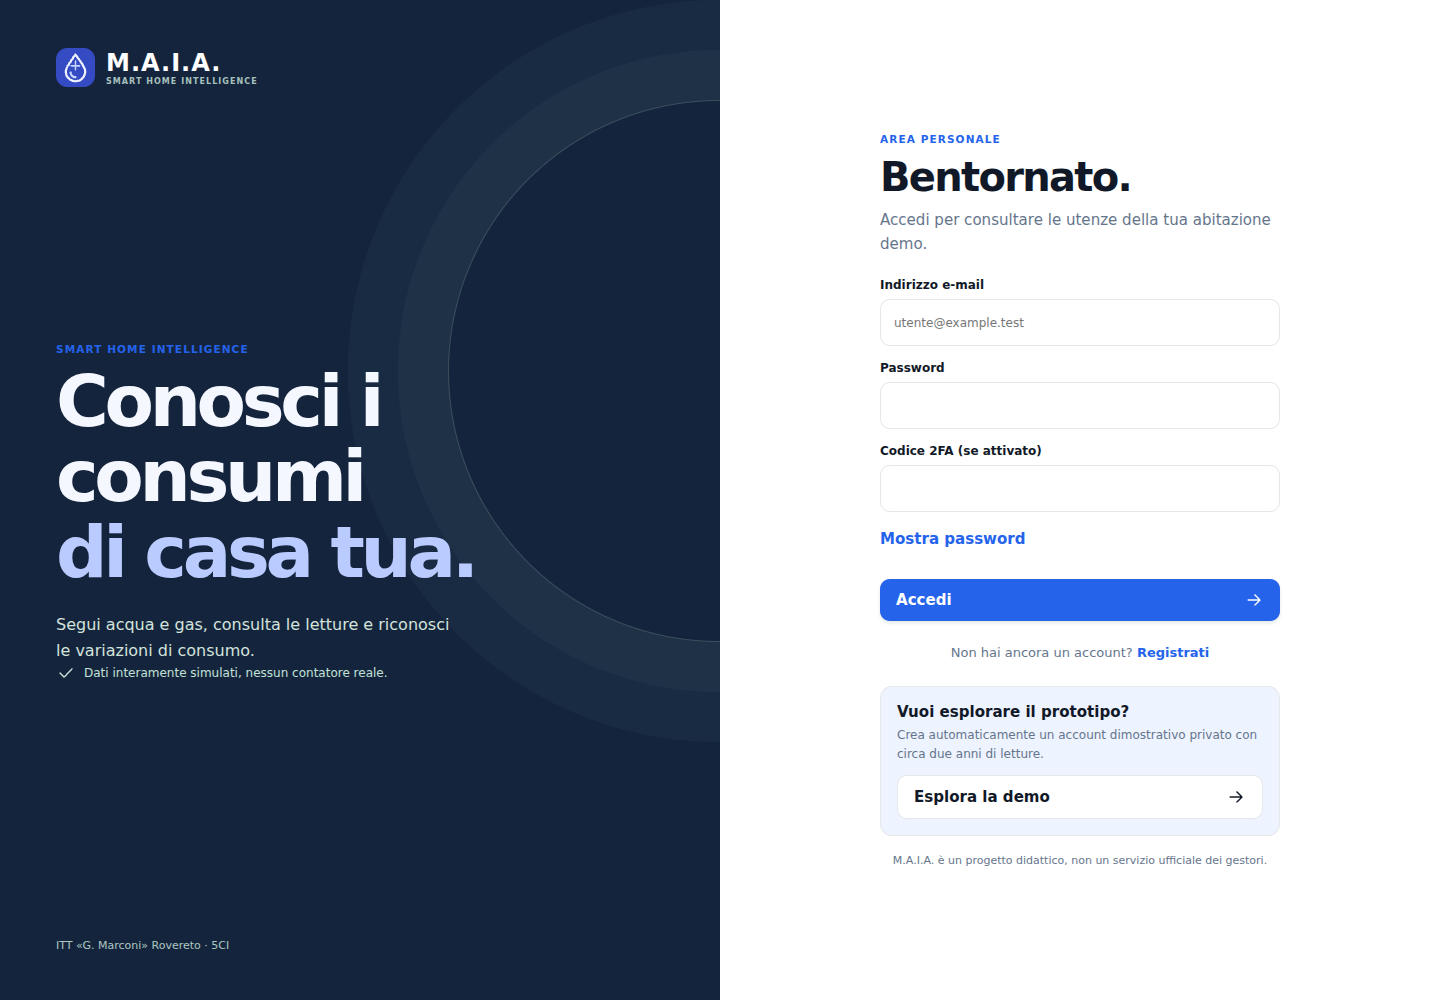 M.A.I.A.
SMART HOME INTELLIGENCE
SMART HOME INTELLIGENCE
Conosci i
consumi
di casa tua.
Segui acqua e gas, consulta le letture e riconosci
le variazioni di consumo.
Dati interamente simulati, nessun contatore reale.
ITT «G. Marconi» Rovereto · 5CI
AREA PERSONALE
Bentornato.
Accedi per consultare le utenze della tua abitazione
demo.
Indirizzo e-mail
utente@example.test
Password
Codice 2FA (se attivato)
Mostra password
Accedi
Non hai ancora un account? Registrati
Vuoi esplorare il prototipo?
Crea automaticamente un account dimostrativo privato con
circa due anni di letture.
Esplora la demo
M.A.I.A. è un progetto didattico, non un servizio ufficiale dei gestori.